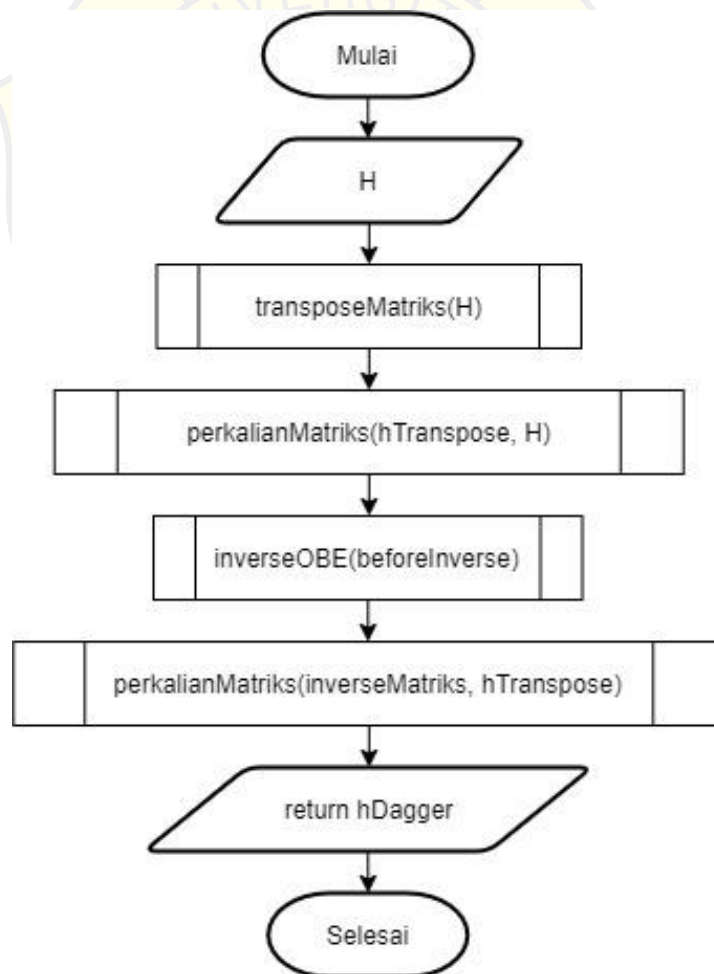 Mulai
H
transposeMatriks(H)
perkalianMatriks(hTranspose, H)
inverseOBE(beforeInverse)
perkalianMatriks(inverseMatriks, hTranspose)
return hDagger
Selesai